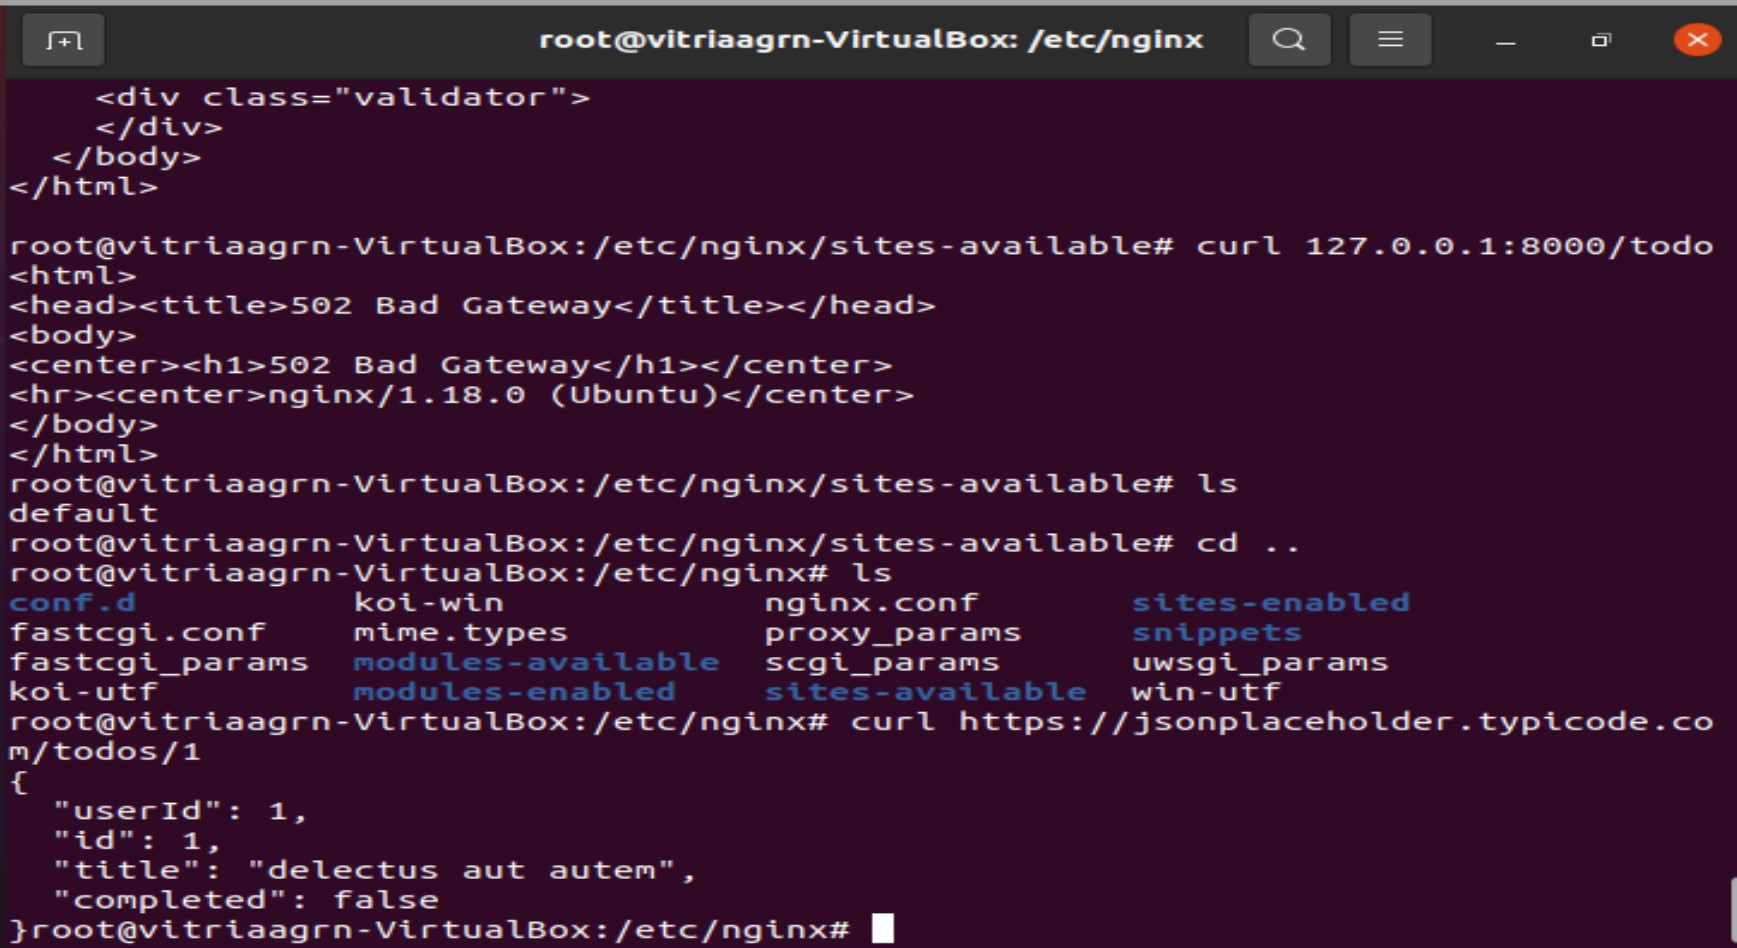 root@vitriaagrn-VirtualBox: /etc/nginx
    <div class="validator">
    </div>
  </body>
</html>

root@vitriaagrn-VirtualBox:/etc/nginx/sites-available# curl 127.0.0.1:8000/todo
<html>
<head><title>502 Bad Gateway</title></head>
<body>
<center><h1>502 Bad Gateway</h1></center>
<hr><center>nginx/1.18.0 (Ubuntu)</center>
</body>
</html>
root@vitriaagrn-VirtualBox:/etc/nginx/sites-available# ls
default
root@vitriaagrn-VirtualBox:/etc/nginx/sites-available# cd ..
root@vitriaagrn-VirtualBox:/etc/nginx# ls
conf.d          koi-win            nginx.conf       sites-enabled
fastcgi.conf    mime.types         proxy_params     snippets
fastcgi_params  modules-available  scgi_params      uwsgi_params
koi-utf         modules-enabled    sites-available  win-utf
root@vitriaagrn-VirtualBox:/etc/nginx# curl https://jsonplaceholder.typicode.co
m/todos/1
{
  "userId": 1,
  "id": 1,
  "title": "delectus aut autem",
  "completed": false
}root@vitriaagrn-VirtualBox:/etc/nginx#